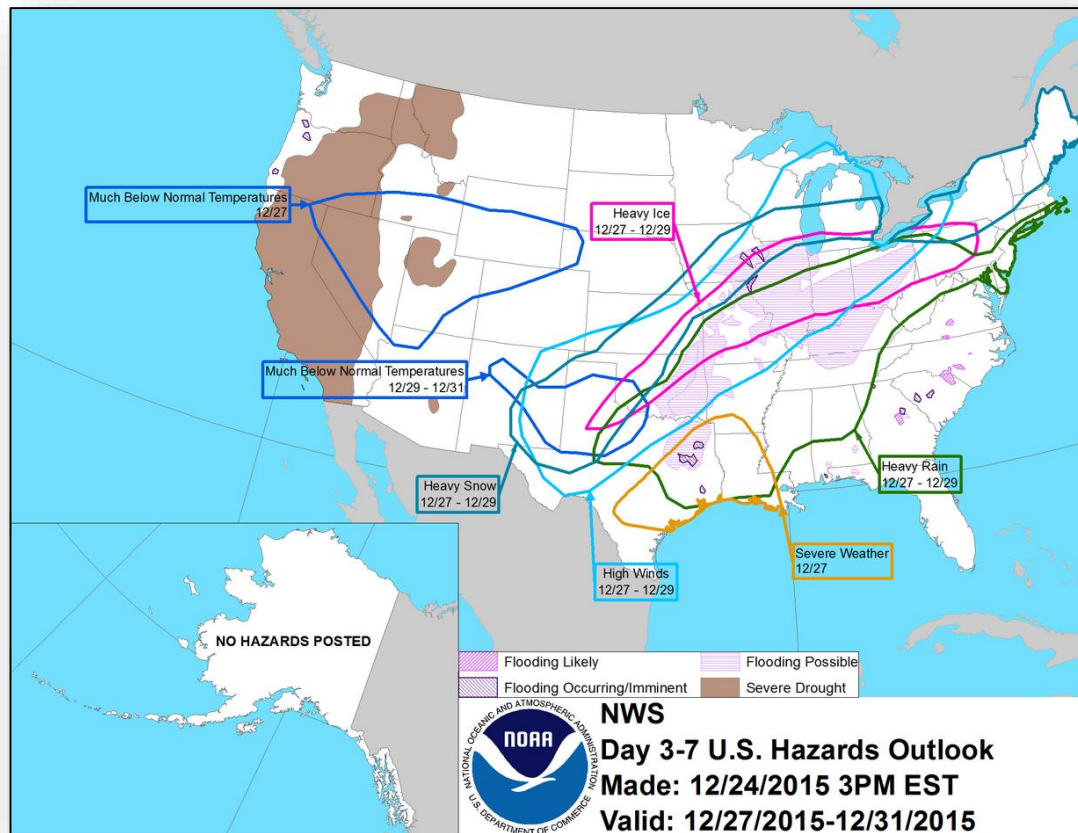 Much Below Normal Temperatures
12/27
Heavy Ice
12/27 - 12/29
Much Below Normal Temperatures
12/29 - 12/31
Heavy Snow
12/27 - 12/29
Heavy Rain
12/27 - 12/29
High Winds
12/27 - 12/29
Severe Weather
12/27
NO HAZARDS POSTED
Flooding Likely
Flooding Possible
Flooding Occurring/Imminent
Severe Drought
NATIONAL OCEANIC AND ATMOSPHERIC ADMINISTRATION
NOAA
U.S. DEPARTMENT OF COMMERCE
NWS
Day 3-7 U.S. Hazards Outlook
Made: 12/24/2015 3PM EST
Valid: 12/27/2015-12/31/2015